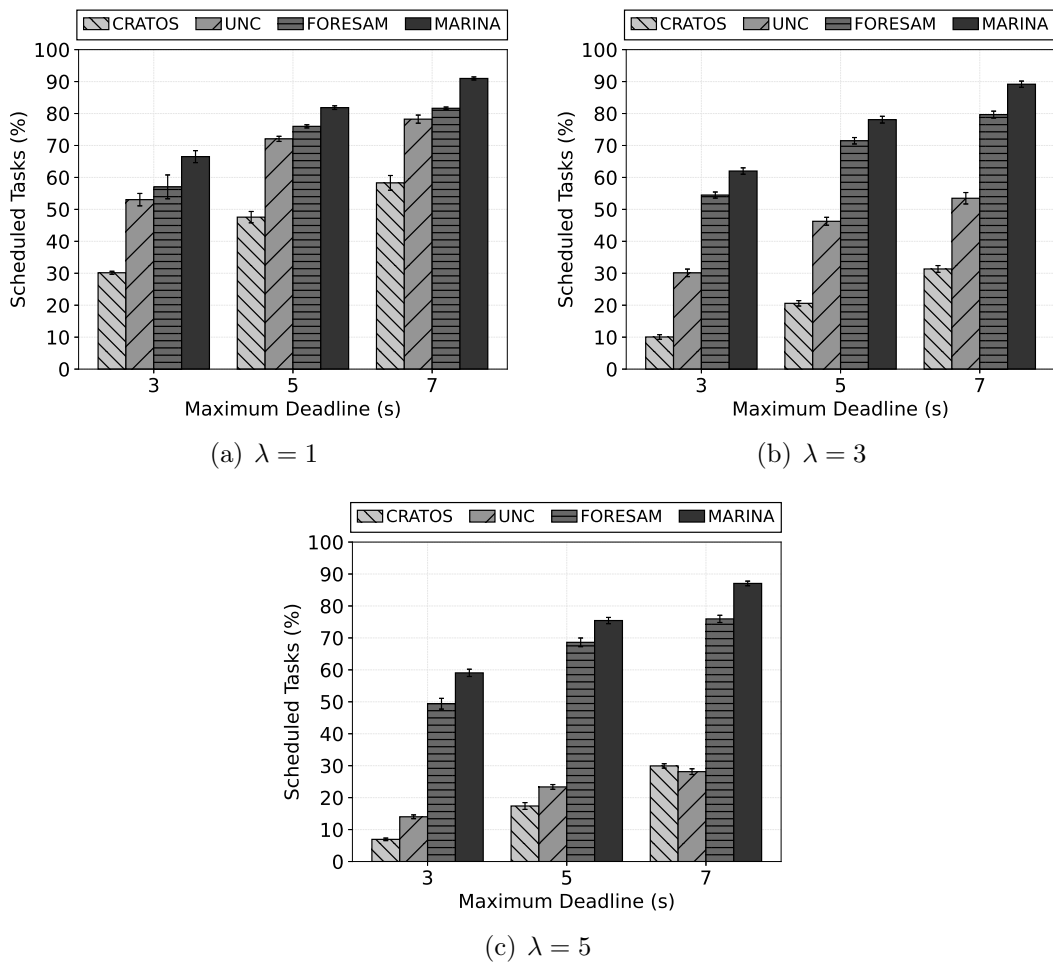 CRATOS UNC FORESAM MARINA
100
90
80
70
60
50
40
30
20
10
0
Scheduled Tasks (%)
3 5 7
Maximum Deadline (s)
(a) λ = 1
CRATOS UNC FORESAM MARINA
100
90
80
70
60
50
40
30
20
10
0
Scheduled Tasks (%)
3 5 7
Maximum Deadline (s)
(b) λ = 3
CRATOS UNC FORESAM MARINA
100
90
80
70
60
50
40
30
20
10
0
Scheduled Tasks (%)
3 5 7
Maximum Deadline (s)
(c) λ = 5